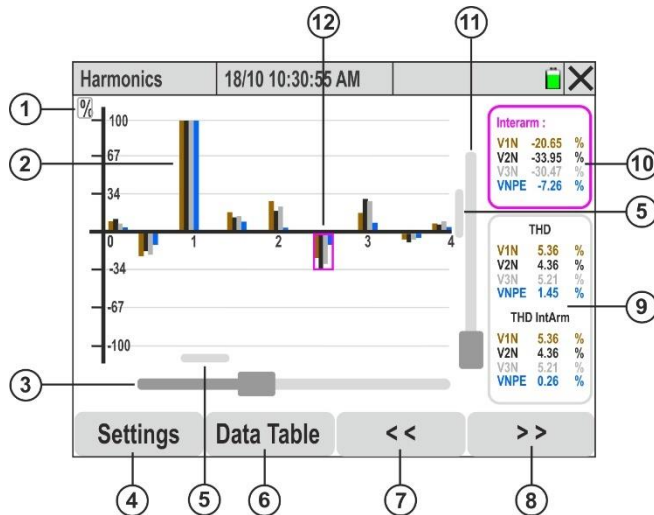 12
11
Harmonics 18/10 10:30:55 AM
1
%
100
2
67
34
0 1 2 3 4
-34
-67
-100
Interarm :
V1N -20.65 %
V2N -33.95 %
V3N -30.47 %
VNPE -7.26 %
10
5
THD
V1N 5.36 %
V2N 4.36 %
V3N 5.21 %
VNPE 1.45 %
9
THD IntArm
V1N 5.36 %
V2N 4.36 %
V3N 5.21 %
VNPE 0.26 %
3
Settings Data Table << >>
4 5 6 7 8